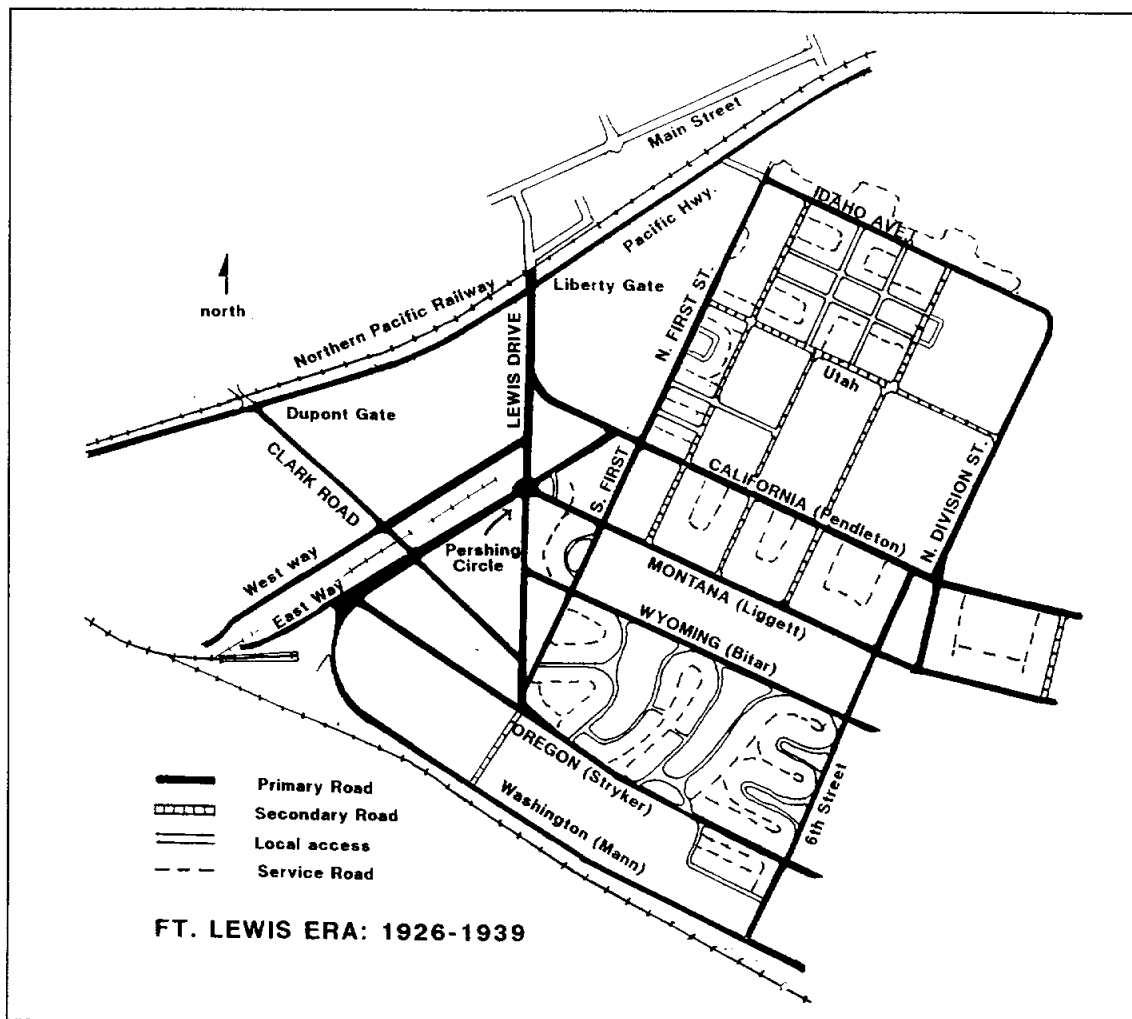 Main Street
Pacific Hwy.
IDAHO AVE.
north
Northern Pacific Railway
Liberty Gate
N. FIRST ST.
LEWIS DRIVE
Utah
Dupont Gate
CLARK ROAD
S. FIRST
CALIFORNIA (Pendleton)
N. DIVISION ST.
Pershing
Circle
West way
East Way
MONTANA (Liggett)
WYOMING (Bitar)
OREGON (Stryker)
Washington (Mann)
6th Street
Primary Road
Secondary Road
Local access
Service Road
FT. LEWIS ERA: 1926-1939